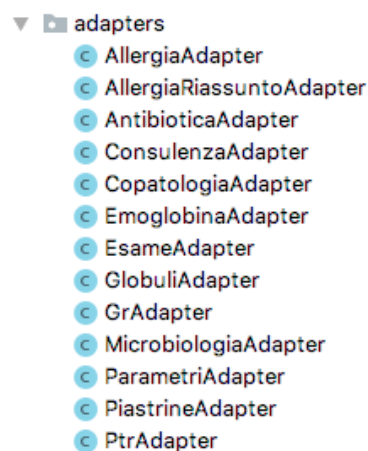 adapters
C AllergiaAdapter
C AllergiaRiassuntoAdapter
C AntibioticaAdapter
C ConsulenzaAdapter
C CopatologiaAdapter
C EmoglobinaAdapter
C EsameAdapter
C GlobuliAdapter
C GrAdapter
C MicrobiologiaAdapter
C ParametriAdapter
C PiastrineAdapter
C PtrAdapter